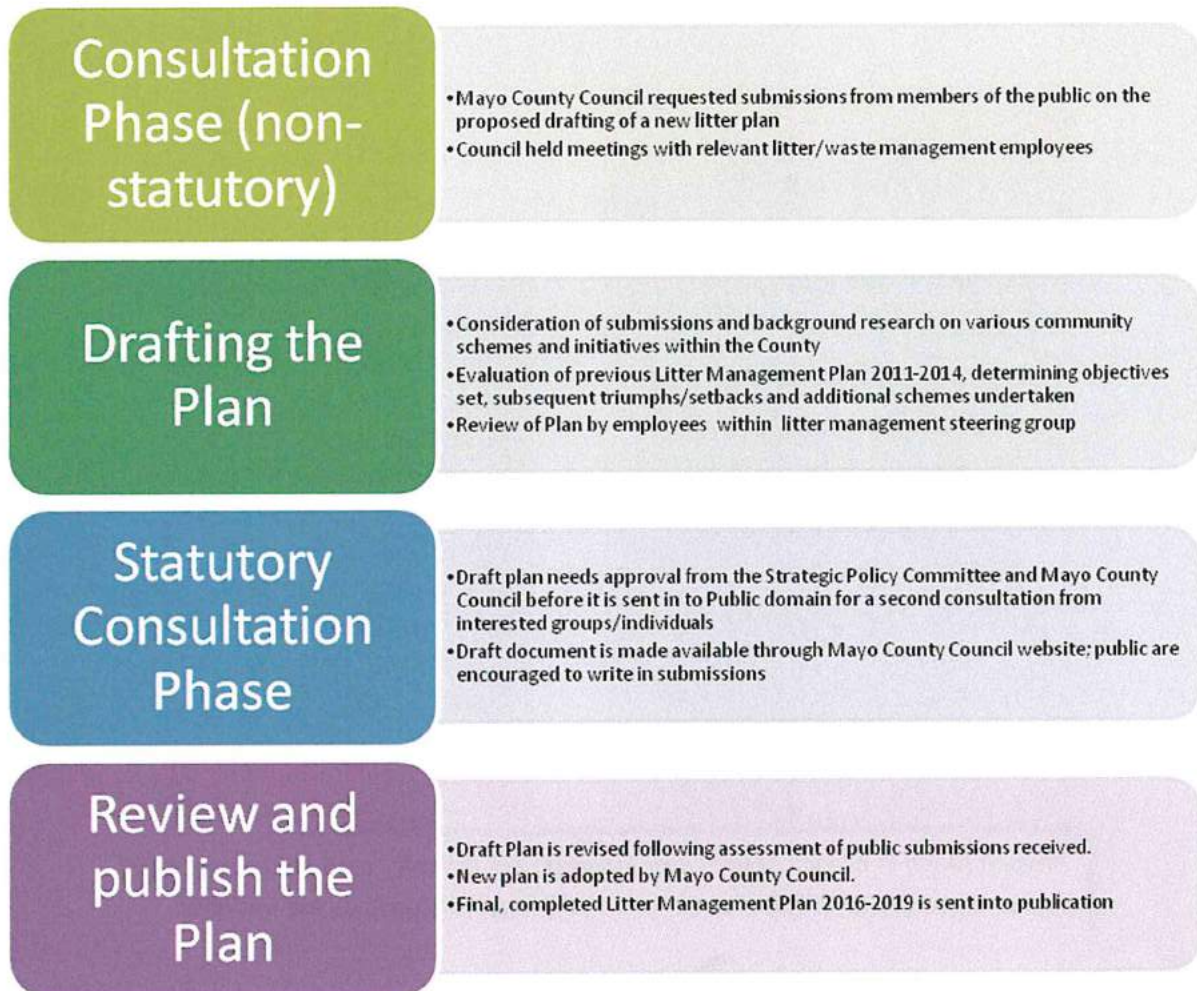 Consultation
Phase (non-
statutory)
•Mayo County Council requested submissions from members of the public on the
proposed drafting of a new litter plan
•Council held meetings with relevant litter/waste management employees
Drafting the
Plan
•Consideration of submissions and background research on various community
schemes and initiatives within the County
•Evaluation of previous Litter Management Plan 2011-2014, determining objectives
set, subsequent triumphs/setbacks and additional schemes undertaken
•Review of Plan by employees within litter management steering group
Statutory
Consultation
Phase
•Draft plan needs approval from the Strategic Policy Committee and Mayo County
Council before it is sent in to Public domain for a second consultation from
interested groups/individuals
•Draft document is made available through Mayo County Council website; public are
encouraged to write in submissions
Review and
publish the
Plan
•Draft Plan is revised following assessment of public submissions received.
•New plan is adopted by Mayo County Council.
•Final, completed Litter Management Plan 2016-2019 is sent into publication